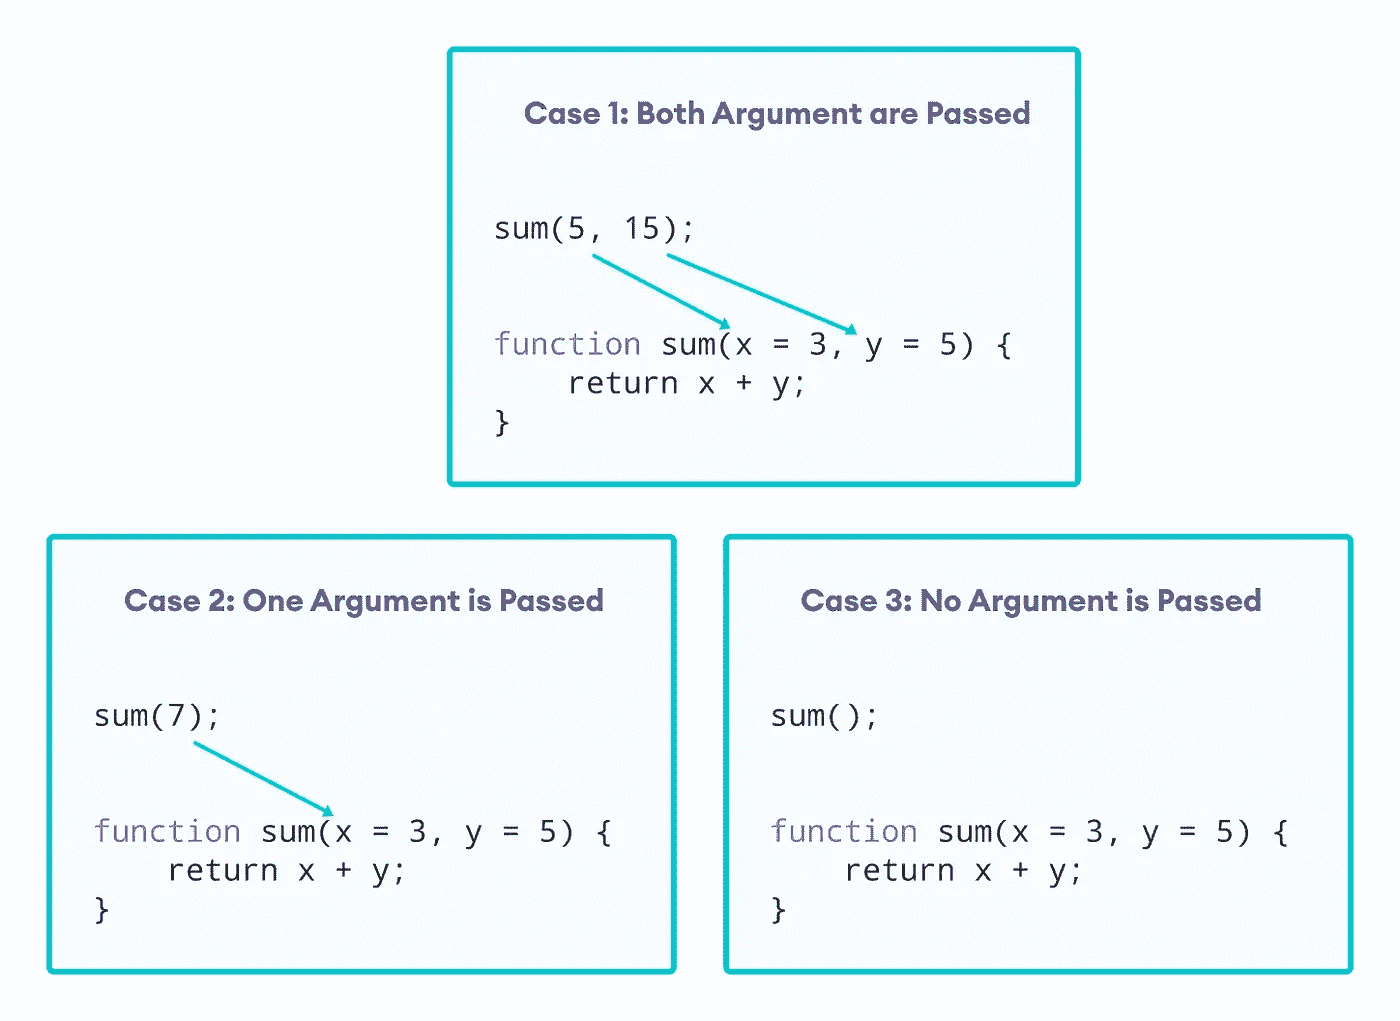 Case 1: Both Argument are Passed
sum(5, 15);
function sum(x = 3, y = 5) {
    return x + y;
}
Case 2: One Argument is Passed
sum(7);
function sum(x = 3, y = 5) {
    return x + y;
}
Case 3: No Argument is Passed
sum();
function sum(x = 3, y = 5) {
    return x + y;
}